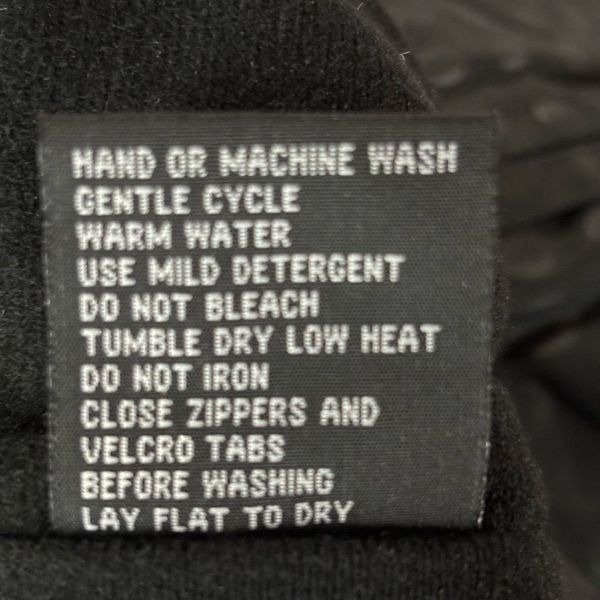 HAND OR MACHINE WASH
GENTLE CYCLE
WARM WATER
USE MILD DETERGENT
DO NOT BLEACH
TUMBLE DRY LOW HEAT
DO NOT IRON
CLOSE ZIPPERS AND
VELCRO TABS
BEFORE WASHING
LAY FLAT TO DRY